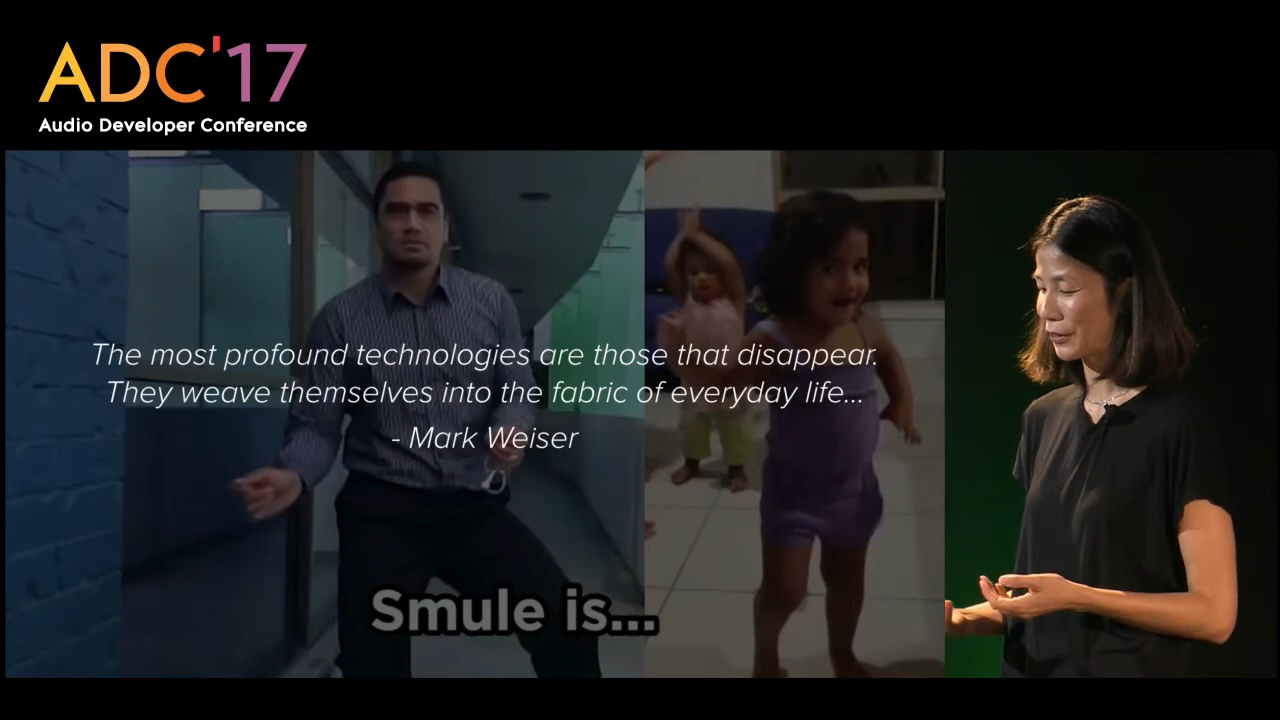 ADC'17
Audio Developer Conference
The most profound technologies are those that disappear.
They weave themselves into the fabric of everyday life...
- Mark Weiser
Smule is...